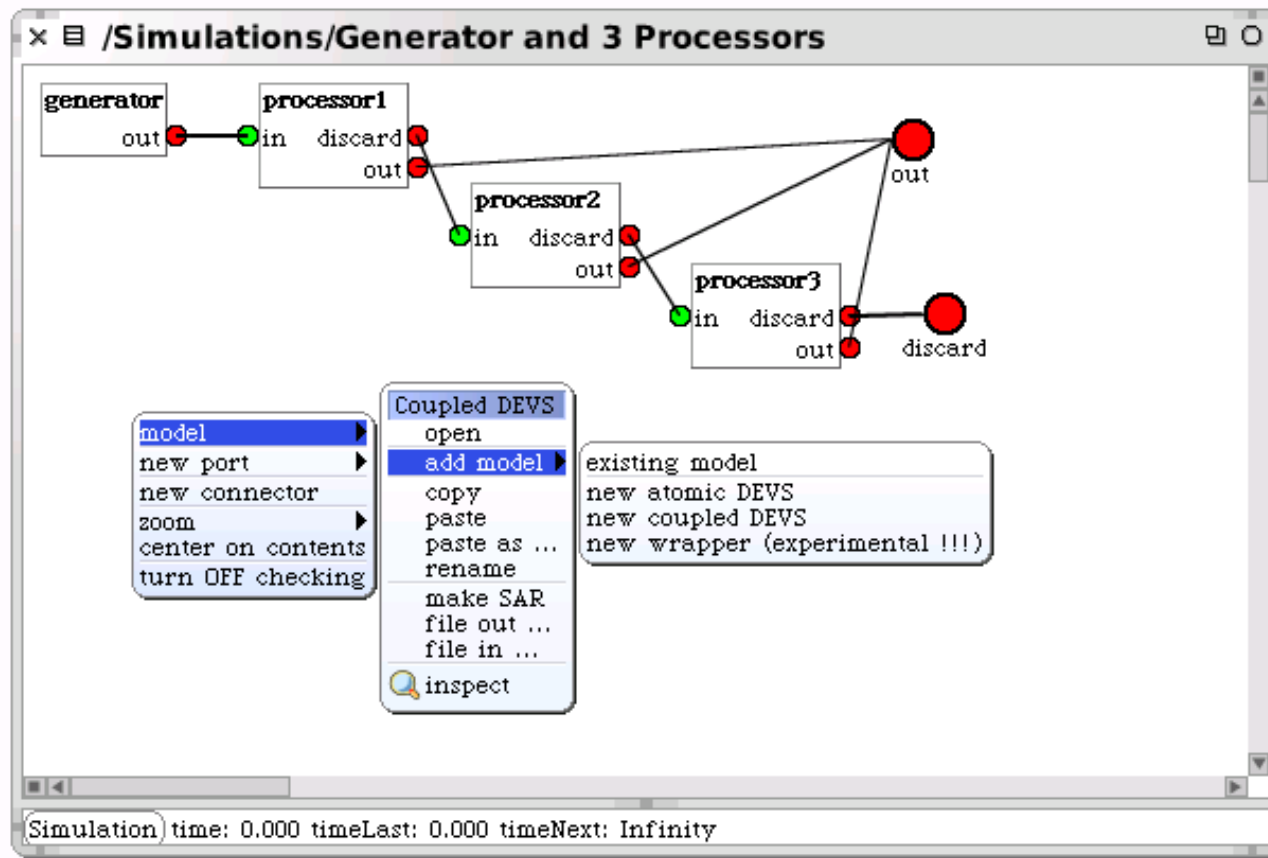 /Simulations/Generator and 3 Processors
generator
out
processor1
in discard
out
out
processor2
in discard
out
processor3
in discard
out
discard
model
new port
new connector
zoom
center on contents
turn OFF checking
Coupled DEVS
open
add model
copy
paste
paste as ...
rename
make SAR
file out ...
file in ...
inspect
existing model
new atomic DEVS
new coupled DEVS
new wrapper (experimental !!!)
Simulation time: 0.000 timeLast: 0.000 timeNext: Infinity